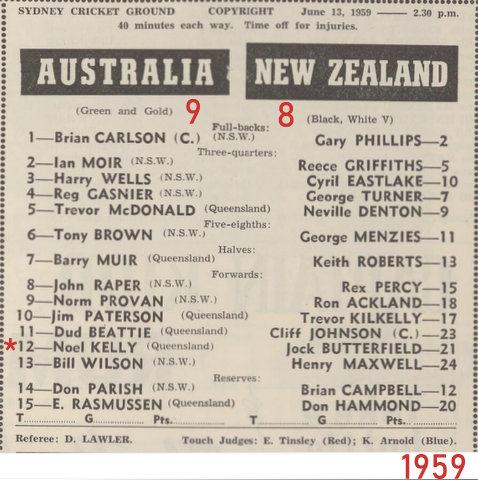 SYDNEY CRICKET GROUND COPYRIGHT June 13, 1959 —— 2.30 p.m.
40 minutes each way. Time off for injuries.
AUSTRALIA NEW ZEALAND
(Green and Gold) 9 8 (Black, White V)
Full-backs:
1—Brian CARLSON (C.) (N.S.W.) Gary PHILLIPS—2
Three-quarters:
2—Ian MOIR (N.S.W.) Reece GRIFFITHS—5
3—Harry WELLS (N.S.W.) Cyril EASTLAKE—10
4—Reg GASNIER (N.S.W.) George TURNER—7
5—Trevor McDONALD (Queensland) Neville DENTON—9
Five-eighths:
6—Tony BROWN (N.S.W.) George MENZIES—11
Halves:
7—Barry MUIR (Queensland) Keith ROBERTS—13
Forwards:
8—John RAPER (N.S.W.) Rex PERCY—15
9—Norm PROVAN (N.S.W.) Ron ACKLAND—18
10—Jim PATERSON (Queensland) Trevor KILKELLY—17
11—Dud BEATTIE (Queensland) Cliff JOHNSON (C.)—23
*12—Noel KELLY (Queensland) Jock BUTTERFIELD—21
13—Bill WILSON (N.S.W.) Henry MAXWELL—24
Reserves:
14—Don PARISH (N.S.W.) Brian CAMPBELL—12
15—E. RASMUSSEN (Queensland) Don HAMMOND—20
T............ G............ Pts............ T............ G............ Pts............
Referee: D. LAWLER. Touch Judges: E. Tinsley (Red); K. Arnold (Blue).
1959